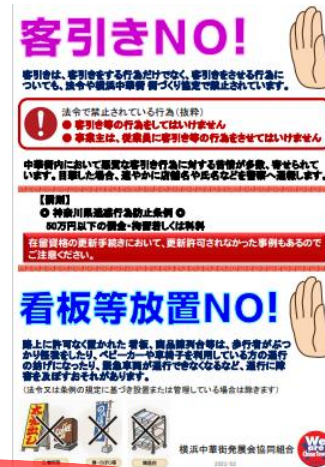 客引きNO!
客引きは、客引きをする行為だけでなく、客引きをさせる行為に
ついても、法令や横浜中華街 街づくり協定で禁止されています。
法令で禁止されている行為(抜粋)
● 客引き等の行為をしてはいけません
● 事業主は、従業員に客引き等の行為をさせてはいけません
中華街内において悪質な客引き行為に対する苦情が多数、寄せられて
います。目撃した場合、速やかに店舗名や氏名などを警察へ通報します。
【罰則】
◎ 神奈川県迷惑行為防止条例 ◎
50万円以下の罰金・拘留若しくは科料
在留資格の更新手続きにおいて、更新許可されなかった事例もあるので
ご注意ください。
看板等放置NO!
路上に許可なく置かれた 看板、商品陳列台等は、歩行者がぶつ
かり怪我をしたり、ベビーカーや車椅子を利用している方の通行
の妨げになったり、緊急車両が通行できなくなるなど、通行に障
害を及ぼすおそれがあります。
(法令又は条例の規定に基づき設置または管理している場合は除きます)
横浜中華街発展会協同組合
We
are